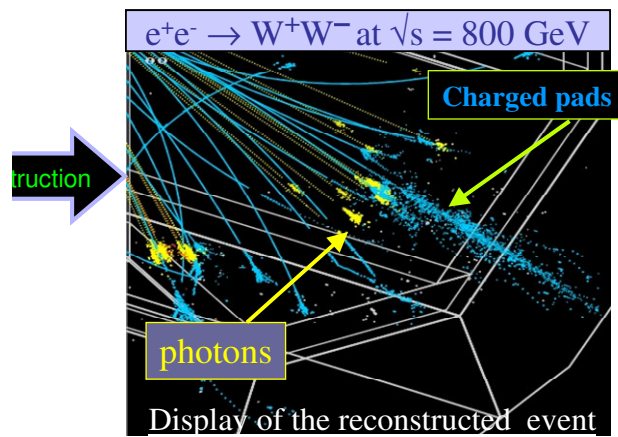 e⁺e⁻ → W⁺W⁻ at √s = 800 GeV
Charged pads
truction
photons
Display of the reconstructed event